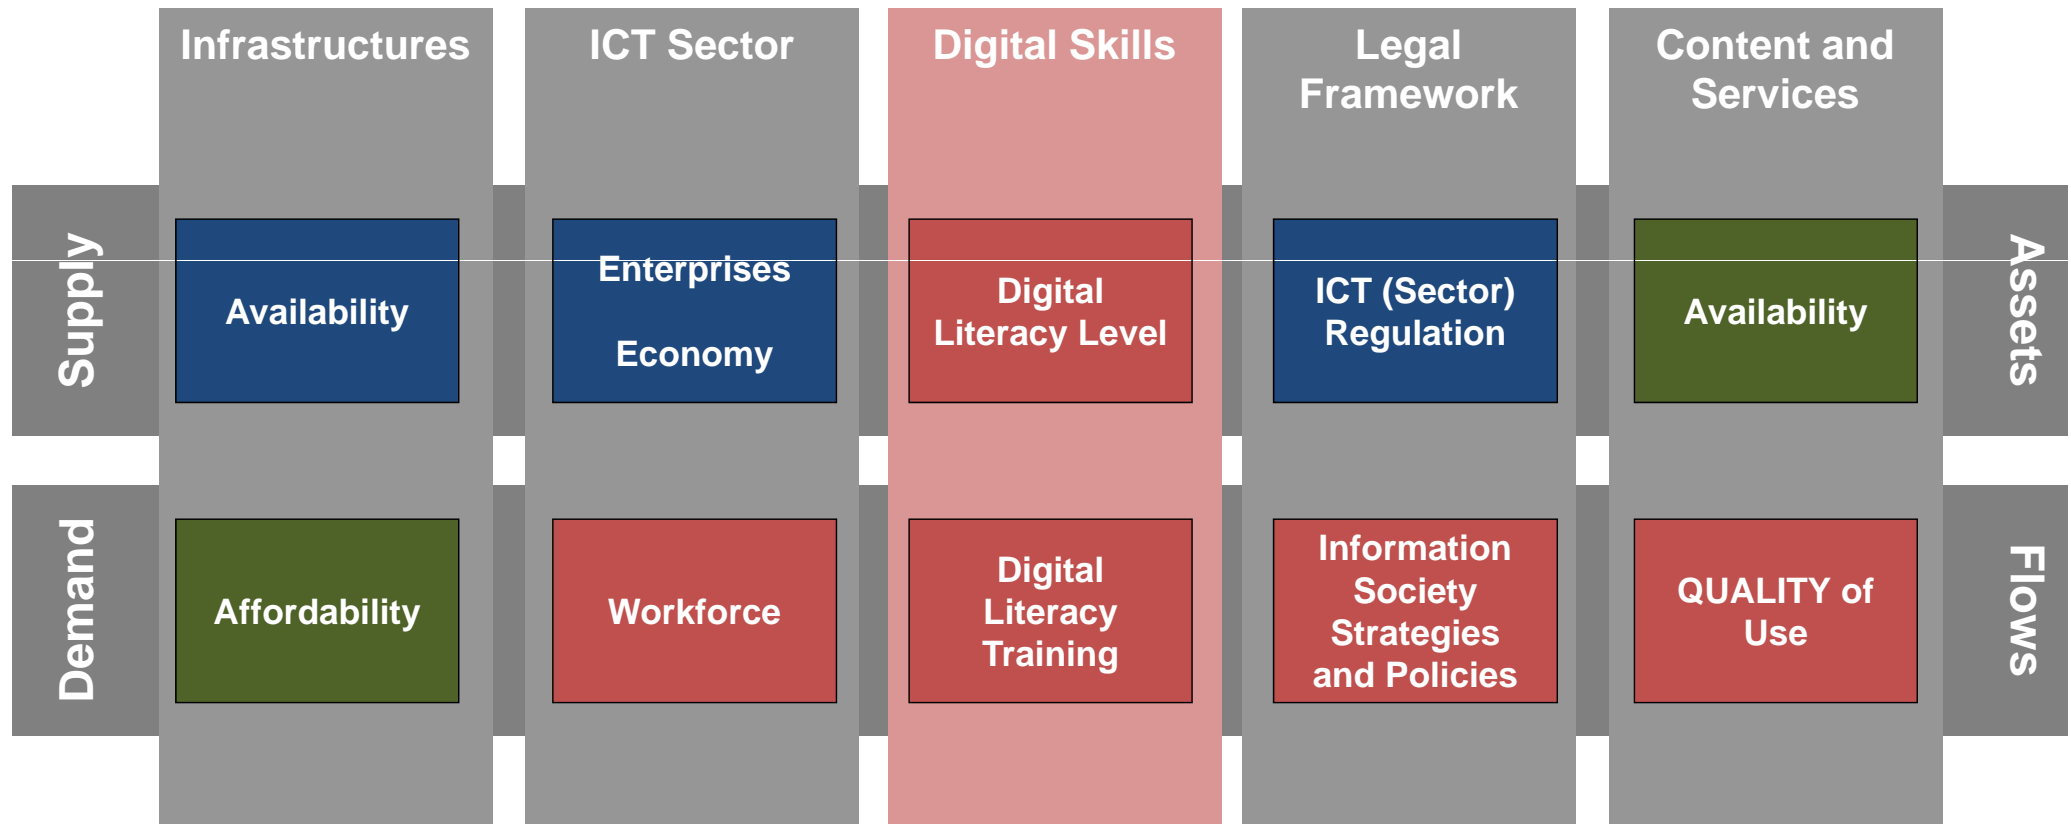 Infrastructures
ICT Sector
Digital Skills
Legal
Framework
Content and
Services
Supply
Availability
Enterprises
Economy
Digital
Literacy Level
ICT (Sector)
Regulation
Availability
Assets
Demand
Affordability
Workforce
Digital
Literacy
Training
Information
Society
Strategies
and Policies
QUALITY of
Use
Flows